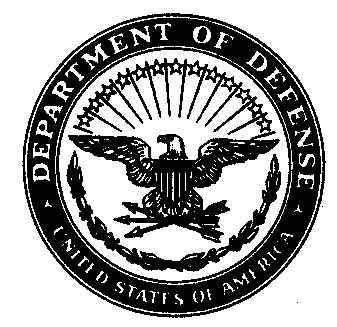 DEPARTMENT OF DEFENSE
UNITED STATES OF AMERICA